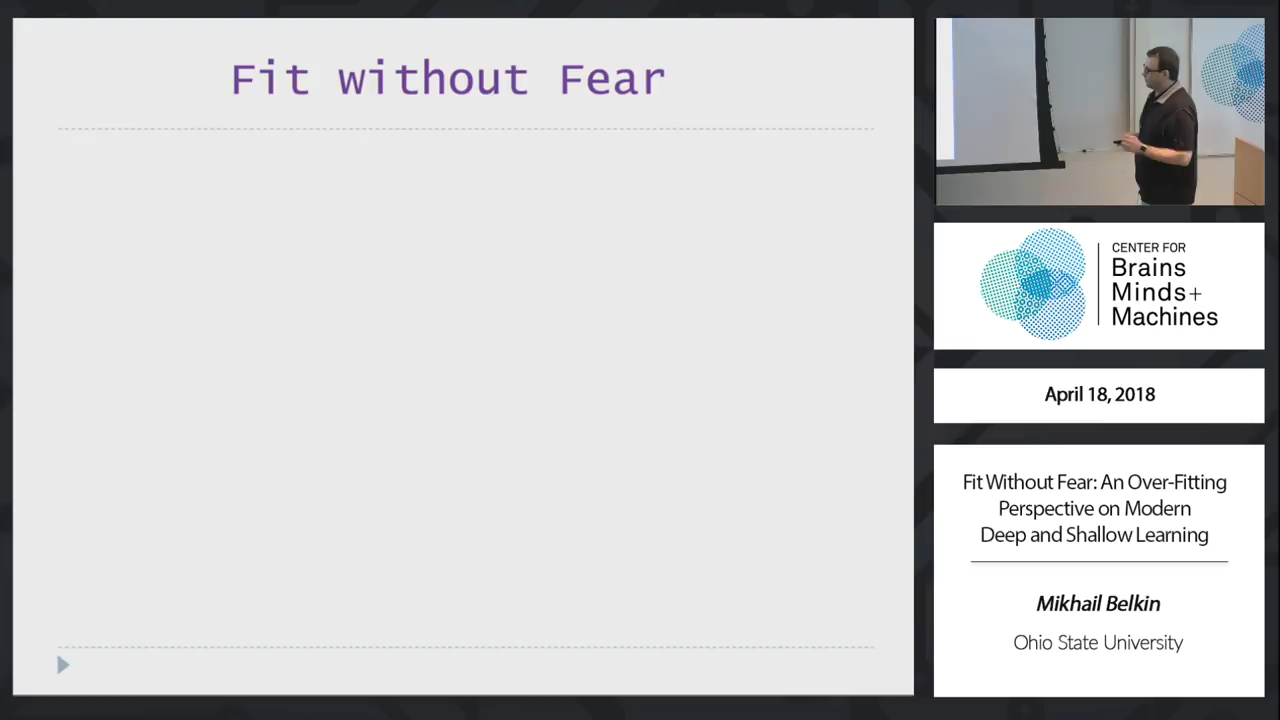 Fit without Fear
CENTER FOR
Brains
Minds+
Machines
April 18, 2018
Fit Without Fear: An Over-Fitting
Perspective on Modern
Deep and Shallow Learning
Mikhail Belkin
Ohio State University